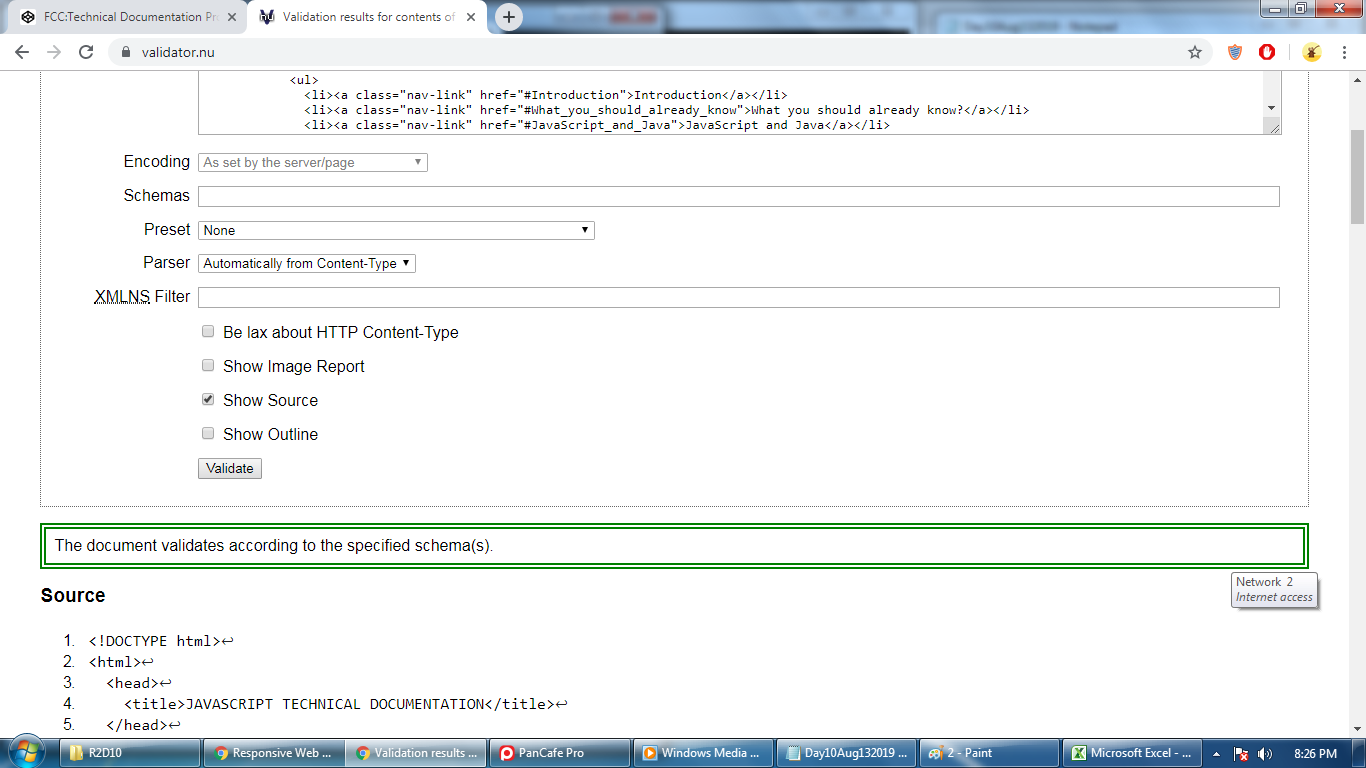 FCC:Technical Documentation Pr
Validation results for contents of
Day10Aug132019 - Notepad
validator.nu
<ul>
<li><a class="nav-link" href="#Introduction">Introduction</a></li>
<li><a class="nav-link" href="#What_you_should_already_know">What you should already know?</a></li>
<li><a class="nav-link" href="#JavaScript_and_Java">JavaScript and Java</a></li>
Encoding As set by the server/page
Schemas
Preset None
Parser Automatically from Content-Type
XMLNS Filter
Be lax about HTTP Content-Type
Show Image Report
Show Source
Show Outline
Validate
The document validates according to the specified schema(s).
Network 2
Internet access
Source
1. <!DOCTYPE html>↩
2. <html>↩
3. <head>↩
4. <title>JAVASCRIPT TECHNICAL DOCUMENTATION</title>↩
5. </head>↩
R2D10
Responsive Web ...
Validation results ...
PanCafe Pro
Windows Media ...
Day10Aug132019 ...
2 - Paint
Microsoft Excel - ...
8:26 PM